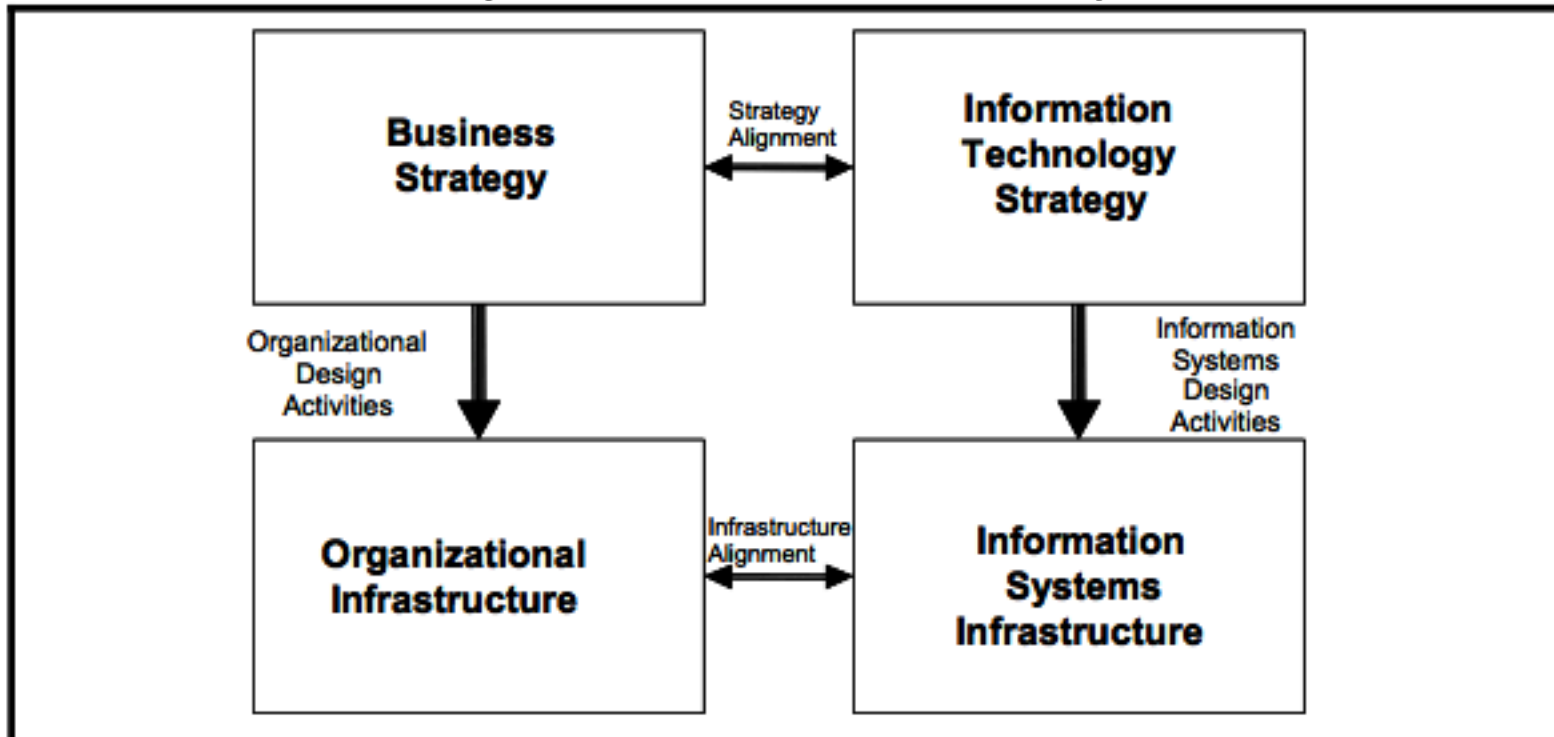 Business
Strategy
Strategy
Alignment
Information
Technology
Strategy
Organizational
Design
Activities
Information
Systems
Design
Activities
Organizational
Infrastructure
Infrastructure
Alignment
Information
Systems
Infrastructure